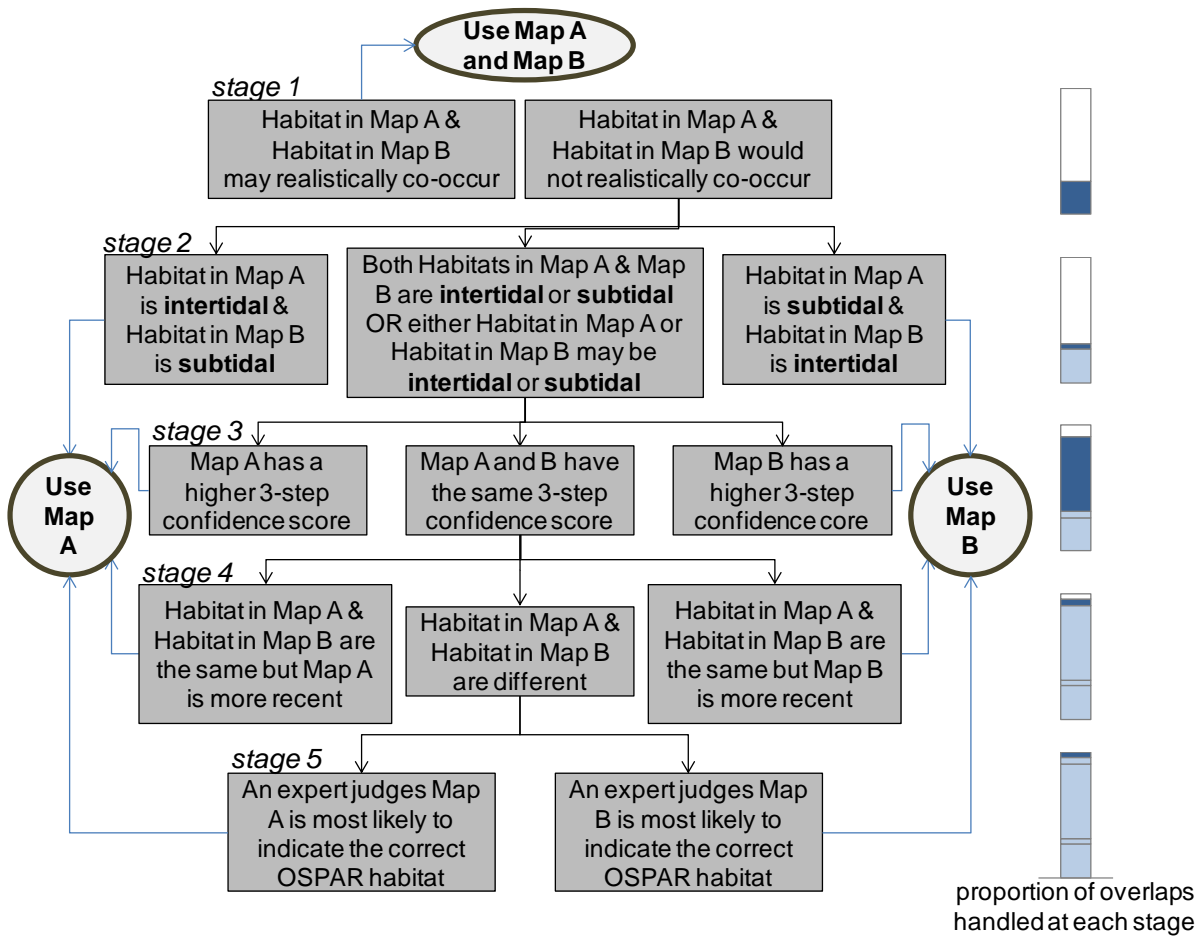 Use Map A
and Map B
stage 1
Habitat in Map A &
Habitat in Map B
may realistically co-occur
Habitat in Map A &
Habitat in Map B would
not realistically co-occur
stage 2
Habitat in Map A
is intertidal &
Habitat in Map B
is subtidal
Both Habitats in Map A & Map
B are intertidal or subtidal
OR either Habitat in Map A or
Habitat in Map B may be
intertidal or subtidal
Habitat in Map A
is subtidal &
Habitat in Map B
is intertidal
stage 3
Use
Map
A
Map A has a
higher 3-step
confidence score
Map A and B have
the same 3-step
confidence score
Map B has a
higher 3-step
confidence core
Use
Map
B
stage 4
Habitat in Map A &
Habitat in Map B are
the same but Map A
is more recent
Habitat in Map A &
Habitat in Map B
are different
Habitat in Map A &
Habitat in Map B are
the same but Map B
is more recent
stage 5
An expert judges Map
A is most likely to
indicate the correct
OSPAR habitat
An expert judges Map
B is most likely to
indicate the correct
OSPAR habitat
proportion of overlaps
handled at each stage